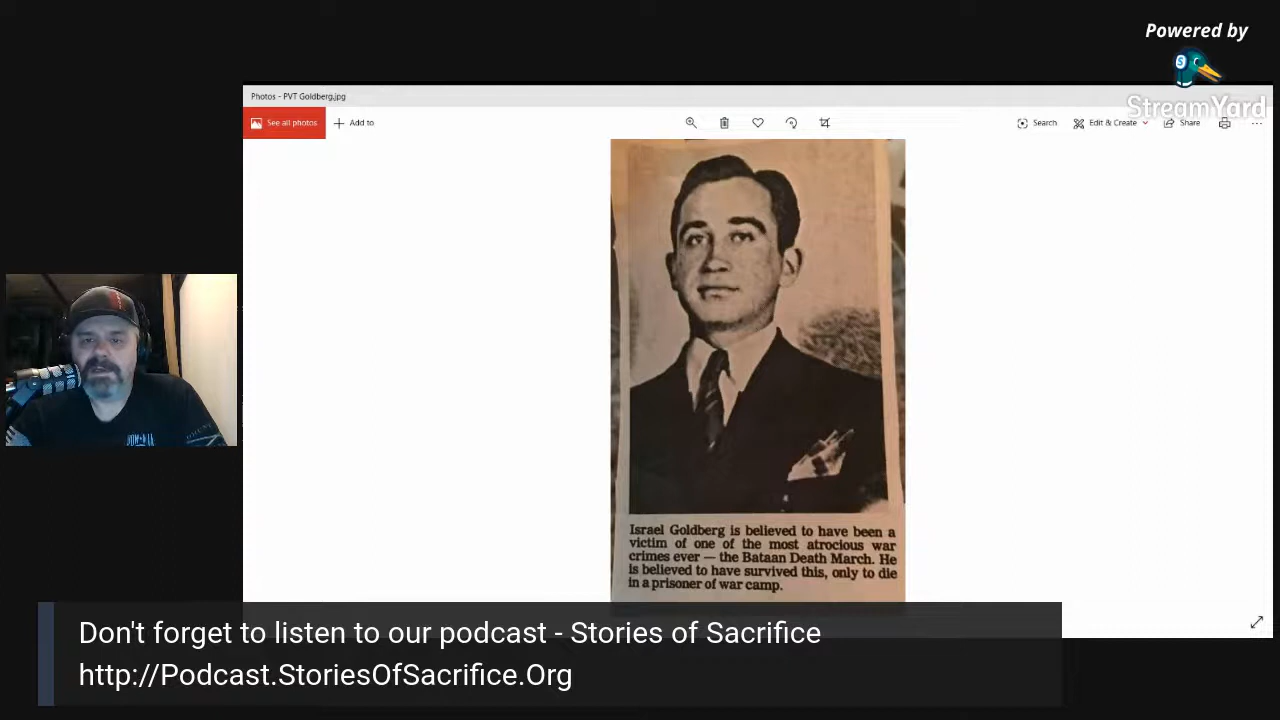 Powered by
StreamYard
Photos - PVT Goldberg.jpg
See all photos
Add to
Search
Edit & Create
Share
Israel Goldberg is believed to have been a
victim of one of the most atrocious war
crimes ever — the Bataan Death March. He
is believed to have survived this, only to die
in a prisoner of war camp.
Don't forget to listen to our podcast - Stories of Sacrifice
http://Podcast.StoriesOfSacrifice.Org